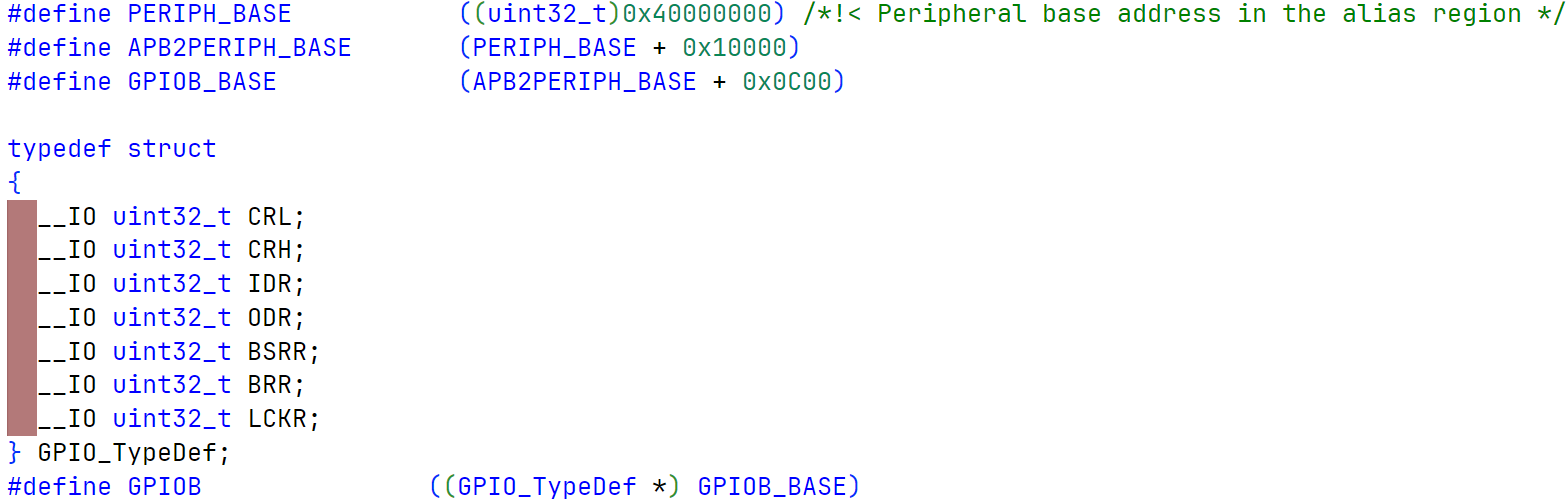 #define PERIPH_BASE           ((uint32_t)0x40000000) /*!< Peripheral base address in the alias region */
#define APB2PERIPH_BASE       (PERIPH_BASE + 0x10000)
#define GPIOB_BASE            (APB2PERIPH_BASE + 0x0C00)

typedef struct
{
  __IO uint32_t CRL;
  __IO uint32_t CRH;
  __IO uint32_t IDR;
  __IO uint32_t ODR;
  __IO uint32_t BSRR;
  __IO uint32_t BRR;
  __IO uint32_t LCKR;
} GPIO_TypeDef;
#define GPIOB               ((GPIO_TypeDef *) GPIOB_BASE)